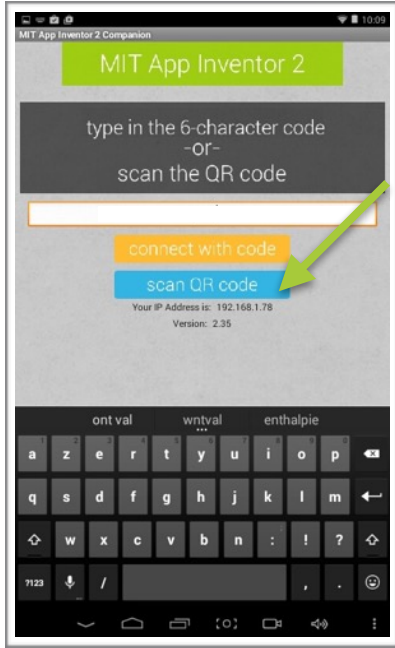 10:09
MIT App Inventor 2 Companion
MIT App Inventor 2
type in the 6-character code
-or-
scan the QR code
connect with code
scan QR code
Your IP Address is: 192.168.1.78
Version: 2.35
ont val wntval enthalpie
a z e r t y u i o p
q s d f g h j k l m
w x c v b n : ! ?
?123 / , .